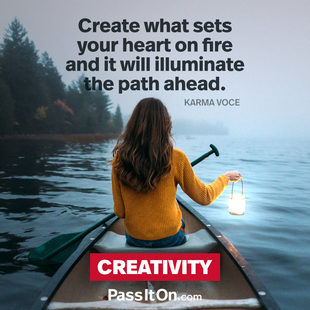 Create what sets
your heart on fire
and it will illuminate
the path ahead.
KARMA VOCE
CREATIVITY
PassItOn.com